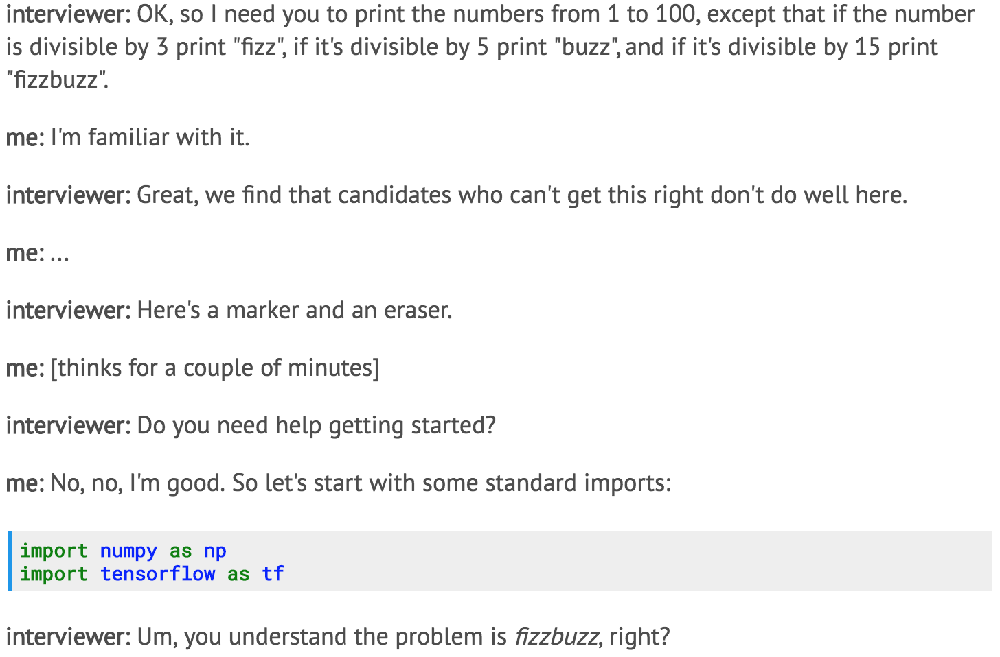 interviewer: OK, so I need you to print the numbers from 1 to 100, except that if the number
is divisible by 3 print "fizz", if it's divisible by 5 print "buzz", and if it's divisible by 15 print
"fizzbuzz".
me: I'm familiar with it.
interviewer: Great, we find that candidates who can't get this right don't do well here.
me: ...
interviewer: Here's a marker and an eraser.
me: [thinks for a couple of minutes]
interviewer: Do you need help getting started?
me: No, no, I'm good. So let's start with some standard imports:
import numpy as np
import tensorflow as tf
interviewer: Um, you understand the problem is fizzbuzz, right?